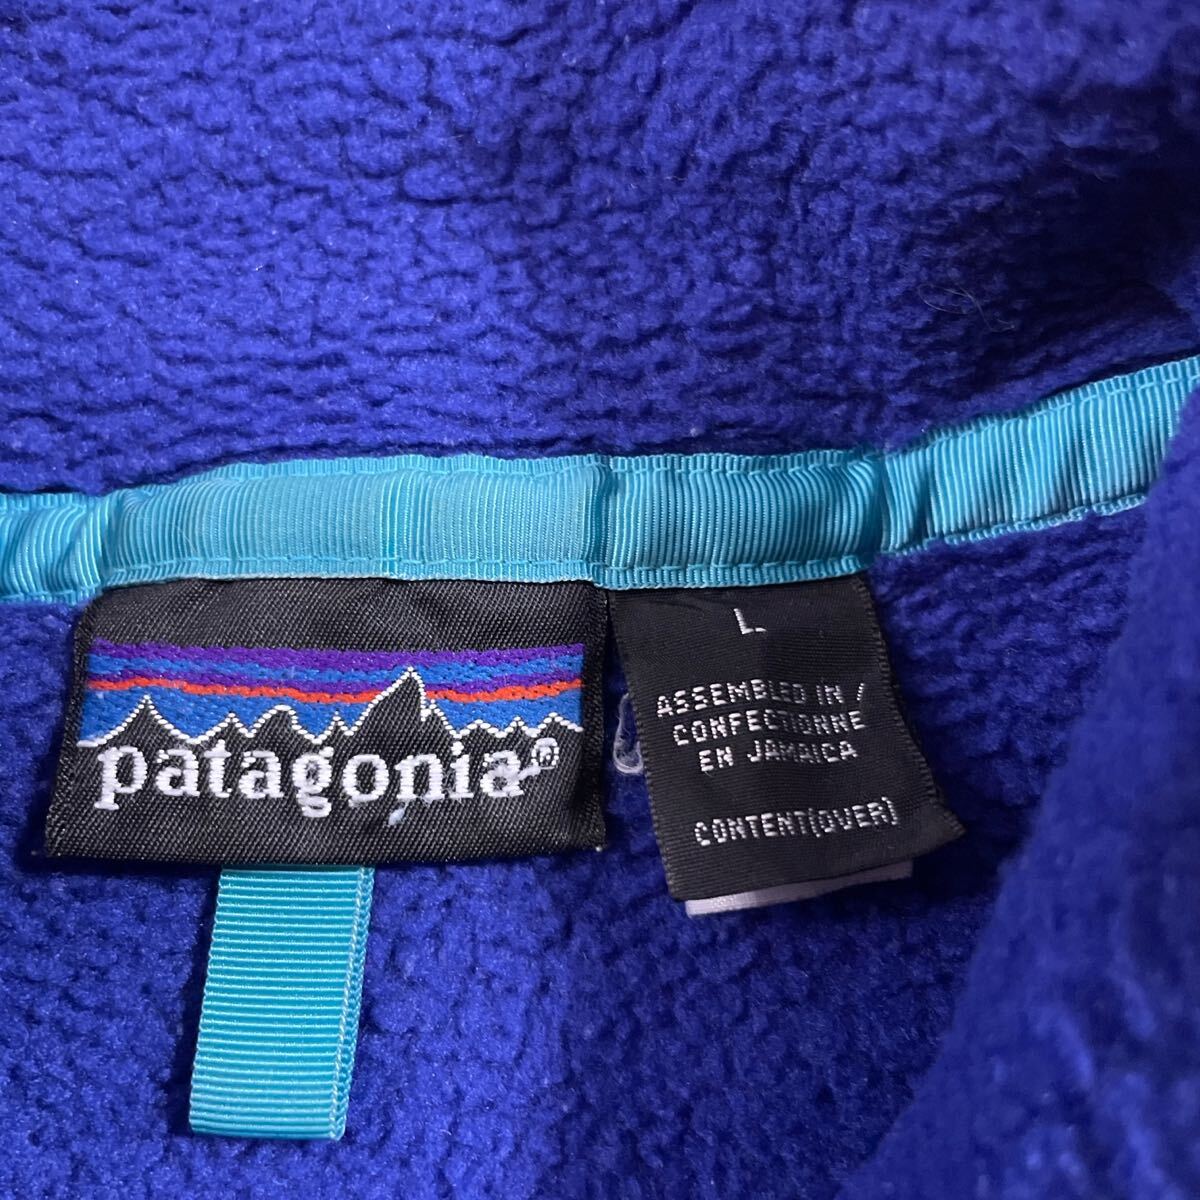 patagonia®
L
ASSEMBLED IN /
CONFECTIONNE
EN JAMAICA
CONTENT(OVER)